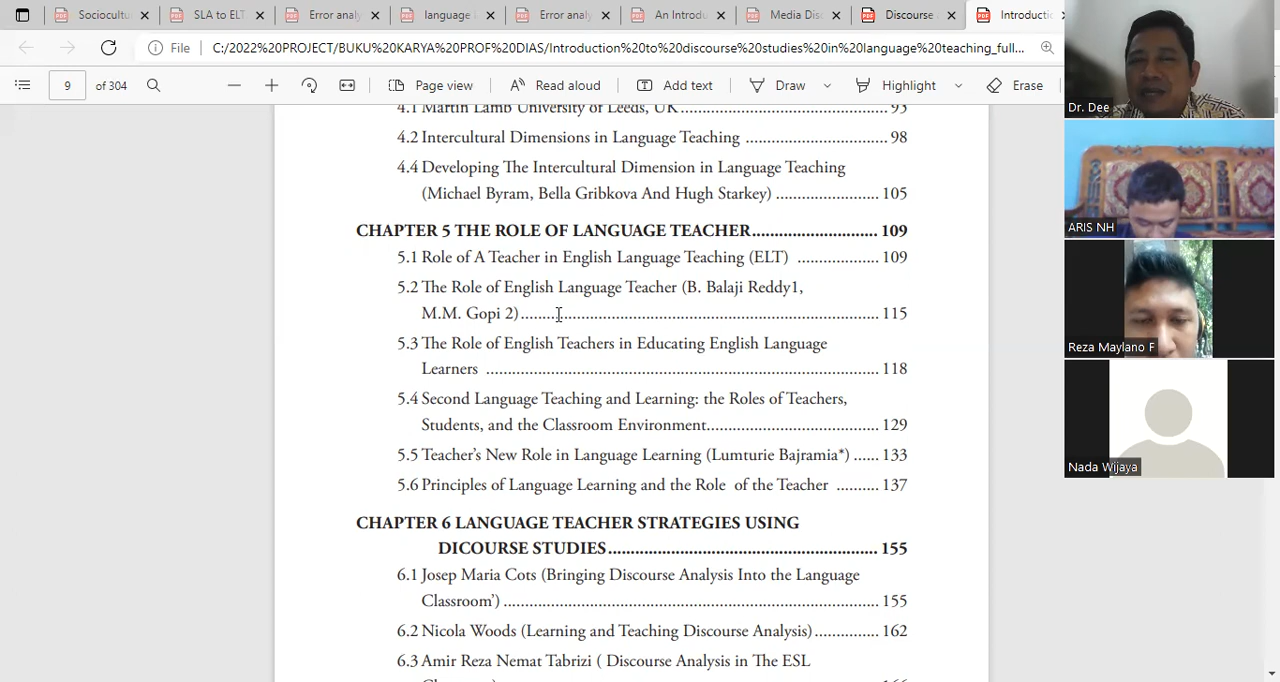 Sociocultu
SLA to ELT
Error anal
language
Error anal
An Introdu
Media Dis
Discourse
Introductio
File
C:/2022%20PROJECT/BUKU%20KARYA%20PROF%20DIAS/Introduction%20to%20discourse%20studies%20in%20language%20teaching_full...
9 of 304
Page view
Read aloud
Add text
Draw
Highlight
Erase
4.1 Martin Lamb University of Leeds, UK 93
4.2 Intercultural Dimensions in Language Teaching 98
4.4 Developing The Intercultural Dimension in Language Teaching
(Michael Byram, Bella Gribkova And Hugh Starkey) 105
CHAPTER 5 THE ROLE OF LANGUAGE TEACHER 109
5.1 Role of A Teacher in English Language Teaching (ELT) 109
5.2 The Role of English Language Teacher (B. Balaji Reddy1,
M.M. Gopi 2) 115
5.3 The Role of English Teachers in Educating English Language
Learners 118
5.4 Second Language Teaching and Learning: the Roles of Teachers,
Students, and the Classroom Environment 129
5.5 Teacher's New Role in Language Learning (Lumturie Bajramia*) 133
5.6 Principles of Language Learning and the Role of the Teacher 137
CHAPTER 6 LANGUAGE TEACHER STRATEGIES USING
DICOURSE STUDIES 155
6.1 Josep Maria Cots (Bringing Discourse Analysis Into the Language
Classroom') 155
6.2 Nicola Woods (Learning and Teaching Discourse Analysis) 162
6.3 Amir Reza Nemat Tabrizi ( Discourse Analysis in The ESL
Dr. Dee
ARIS NH
Reza Maylano F
Nada Wijaya